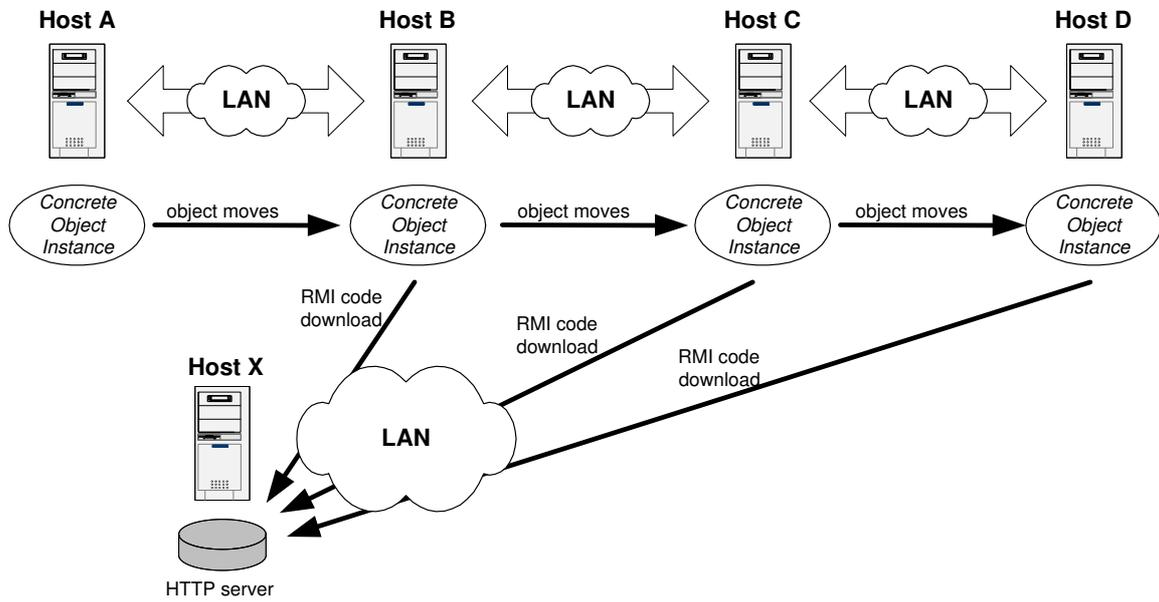 Host A
Host B
Host C
Host D
LAN
LAN
LAN
Concrete
Object
Instance
object moves
Concrete
Object
Instance
object moves
Concrete
Object
Instance
object moves
Concrete
Object
Instance
RMI code
download
RMI code
download
RMI code
download
Host X
LAN
HTTP server